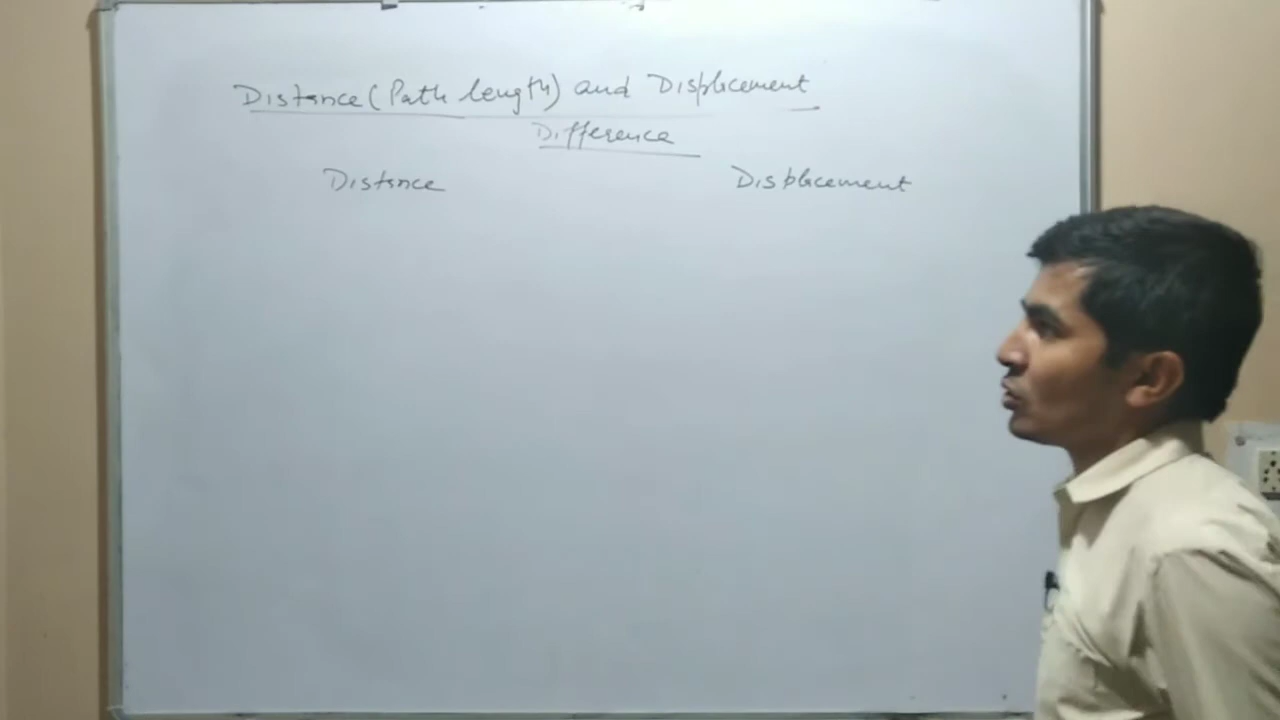 Distance (Path length) and Displacement
Difference
Distance Displacement